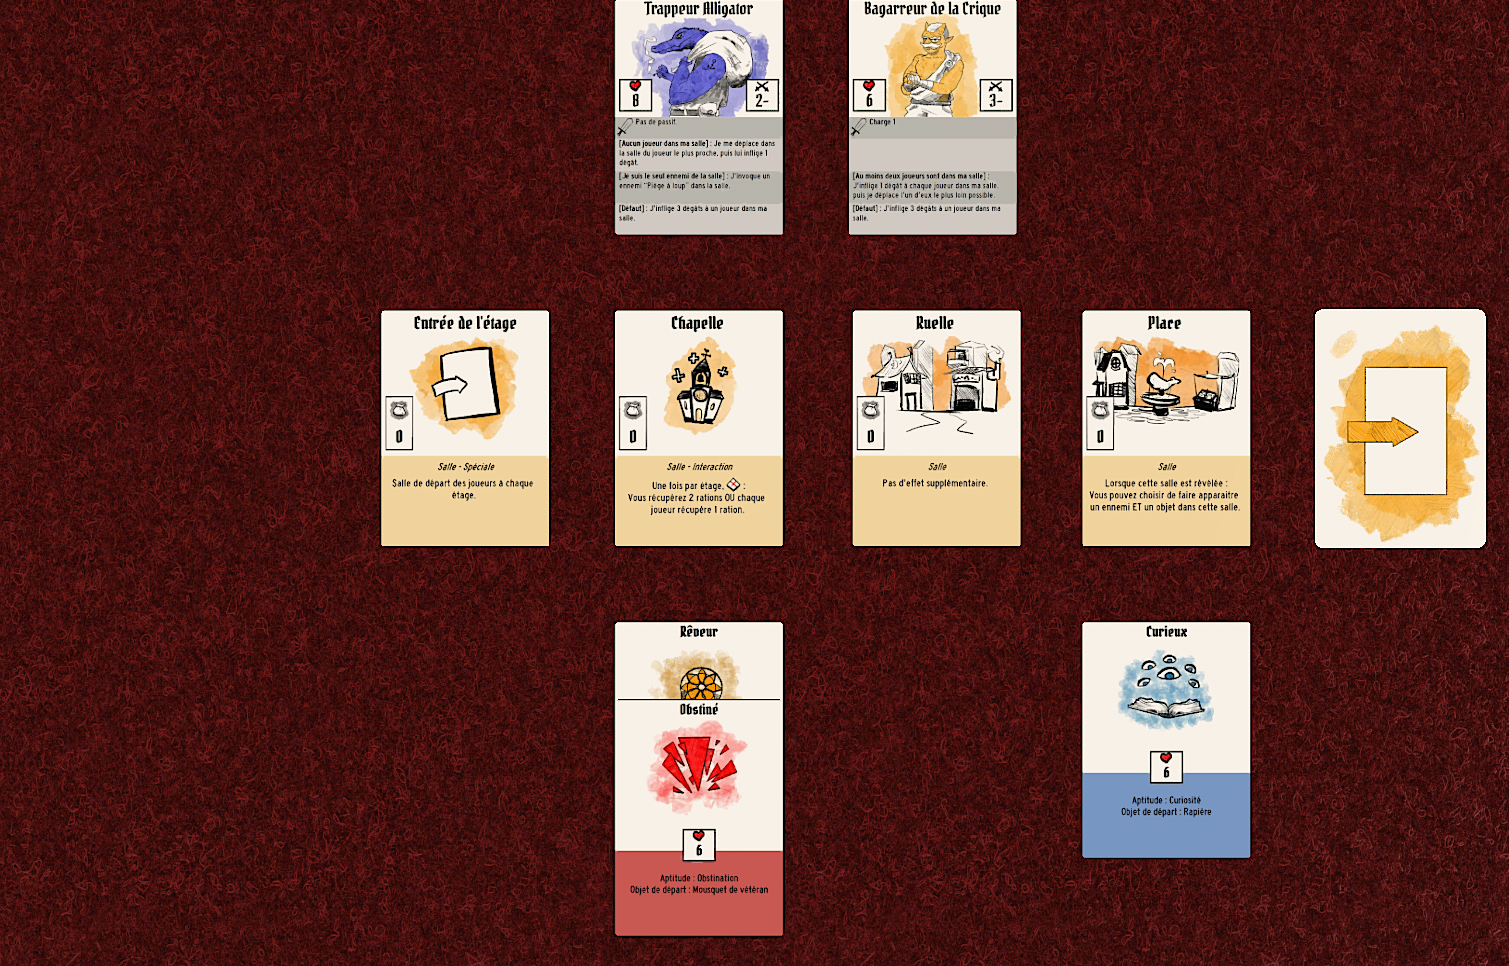 Trappeur Alligator
8
2-
Pas de passif.
[Aucun joueur dans ma salle] : Je me déplace dans
la salle du joueur le plus proche, puis lui inflige 1
dégât.
[Je suis le seul ennemi de la salle] : J'invoque un
ennemi "Piège à loup" dans la salle.
[Défaut] : J'inflige 3 dégâts à un joueur dans ma
salle.
Bagarreur de la Crique
6
3-
Charge 1
[Au moins deux joueurs sont dans ma salle] :
J'inflige 1 dégât à chaque joueur dans ma salle,
puis je déplace l'un d'eux le plus loin possible.
[Défaut] : J'inflige 3 dégâts à un joueur dans ma
salle.
Entrée de l'étage
0
Salle - Spéciale
Salle de départ des joueurs à chaque
étage.
Chapelle
0
Salle - Interaction
Une fois par étage, :
Vous récupérez 2 rations OU chaque
joueur récupère 1 ration.
Ruelle
0
Salle
Pas d'effet supplémentaire.
Place
0
Salle
Lorsque cette salle est révélée :
Vous pouvez choisir de faire apparaître
un ennemi ET un objet dans cette salle.
Rêveur
Obstiné
6
Aptitude : Obstination
Objet de départ : Mousquet de vétéran
Curieux
6
Aptitude : Curiosité
Objet de départ : Rapière